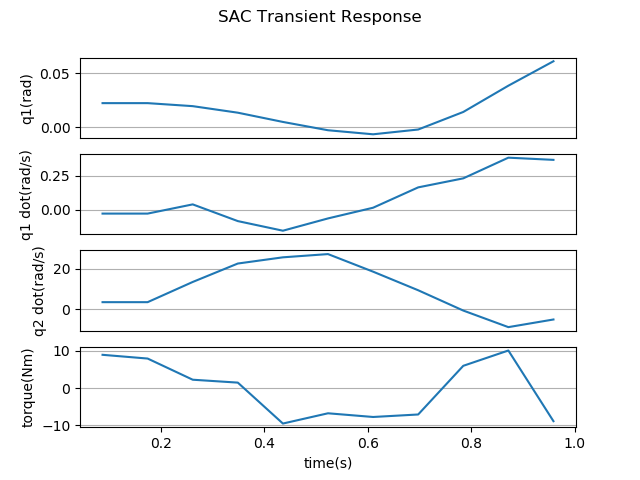 SAC Transient Response
q1(rad)
0.05
0.00
q1 dot(rad/s)
0.25
0.00
q2 dot(rad/s)
20
0
torque(Nm)
10
0
−10
0.2 0.4 0.6 0.8 1.0
time(s)